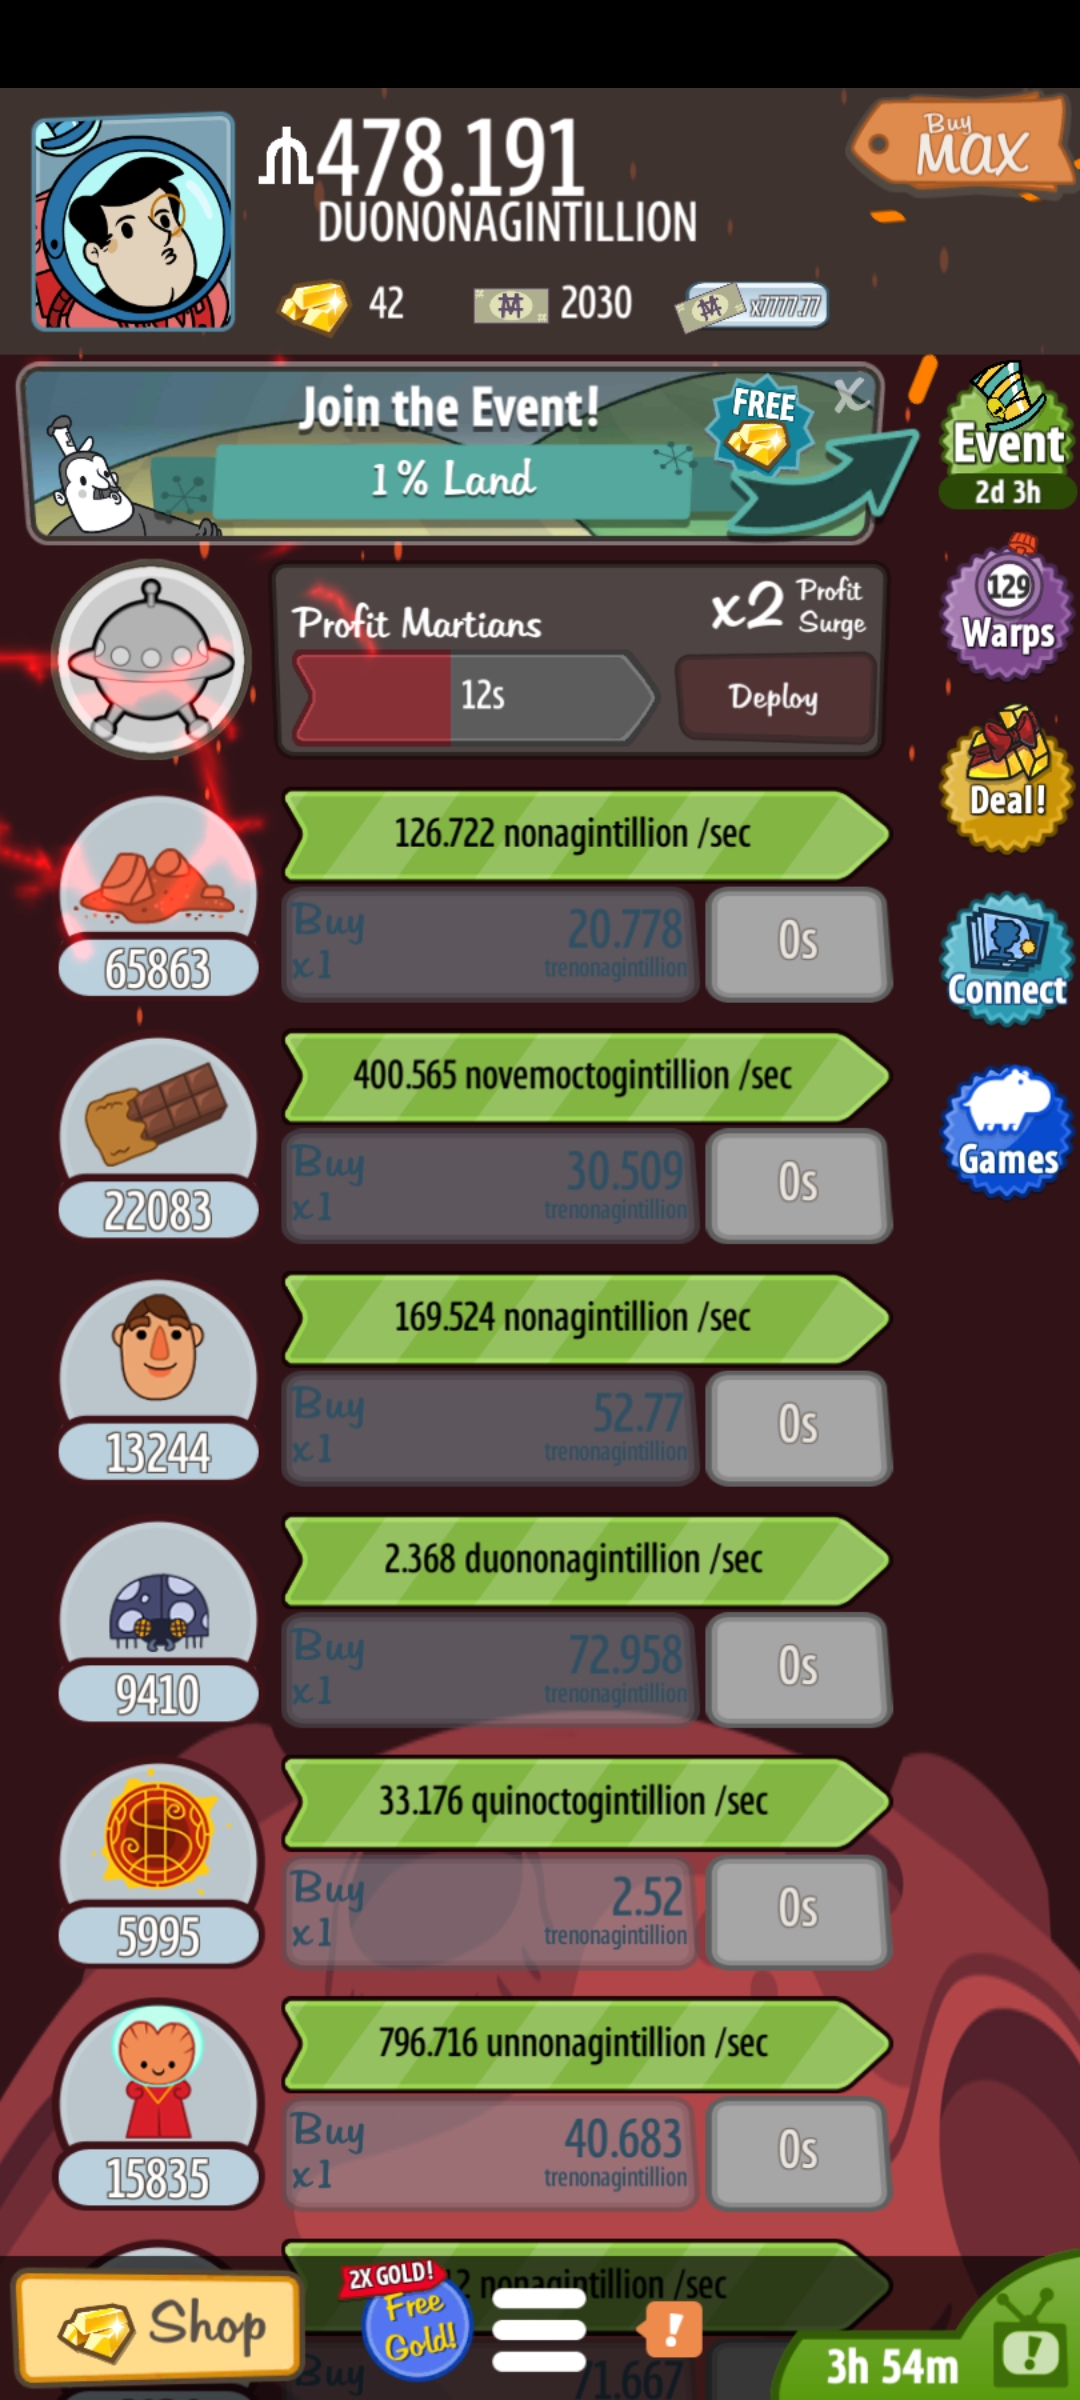 478.191
DUONONAGINTILLION
Buy
MAX
42
2030
x7777.77
Join the Event!
1% Land
FREE
X
Event
2d 3h
Profit Martians
x2 Profit
Surge
12s
Deploy
129
Warps
Deal!
126.722 nonagintillion /sec
65863
Buy
x1
20.778
trenonagintillion
0s
Connect
400.565 novemoctogintillion /sec
22083
Buy
x1
30.509
trenonagintillion
0s
Games
169.524 nonagintillion /sec
13244
Buy
x1
52.77
trenonagintillion
0s
2.368 duononagintillion /sec
9410
Buy
x1
72.958
trenonagintillion
0s
33.176 quinoctogintillion /sec
5995
Buy
x1
2.52
trenonagintillion
0s
796.716 unnonagintillion /sec
15835
Buy
x1
40.683
trenonagintillion
0s
nonagintillion /sec
Shop
2X GOLD!
Free
Gold!
!
Buy
71.667
3h 54m
!